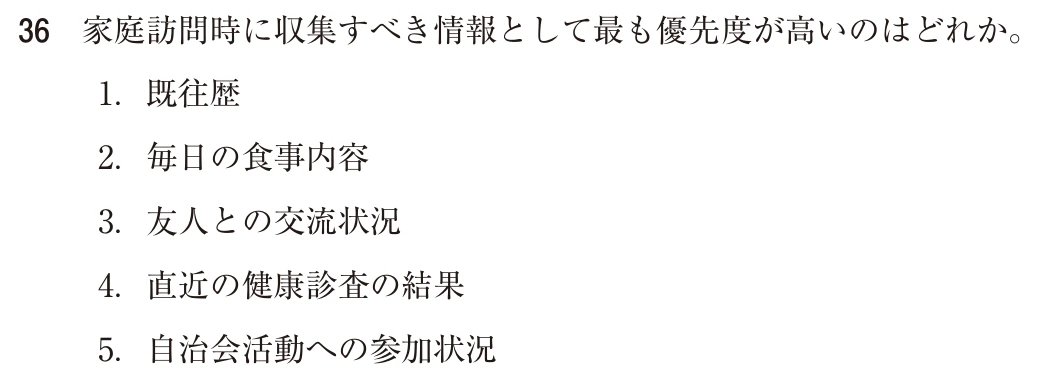 36 家庭訪問時に収集すべき情報として最も優先度が高いのはどれか。
1. 既往歴
2. 毎日の食事内容
3. 友人との交流状況
4. 直近の健康診査の結果
5. 自治会活動への参加状況